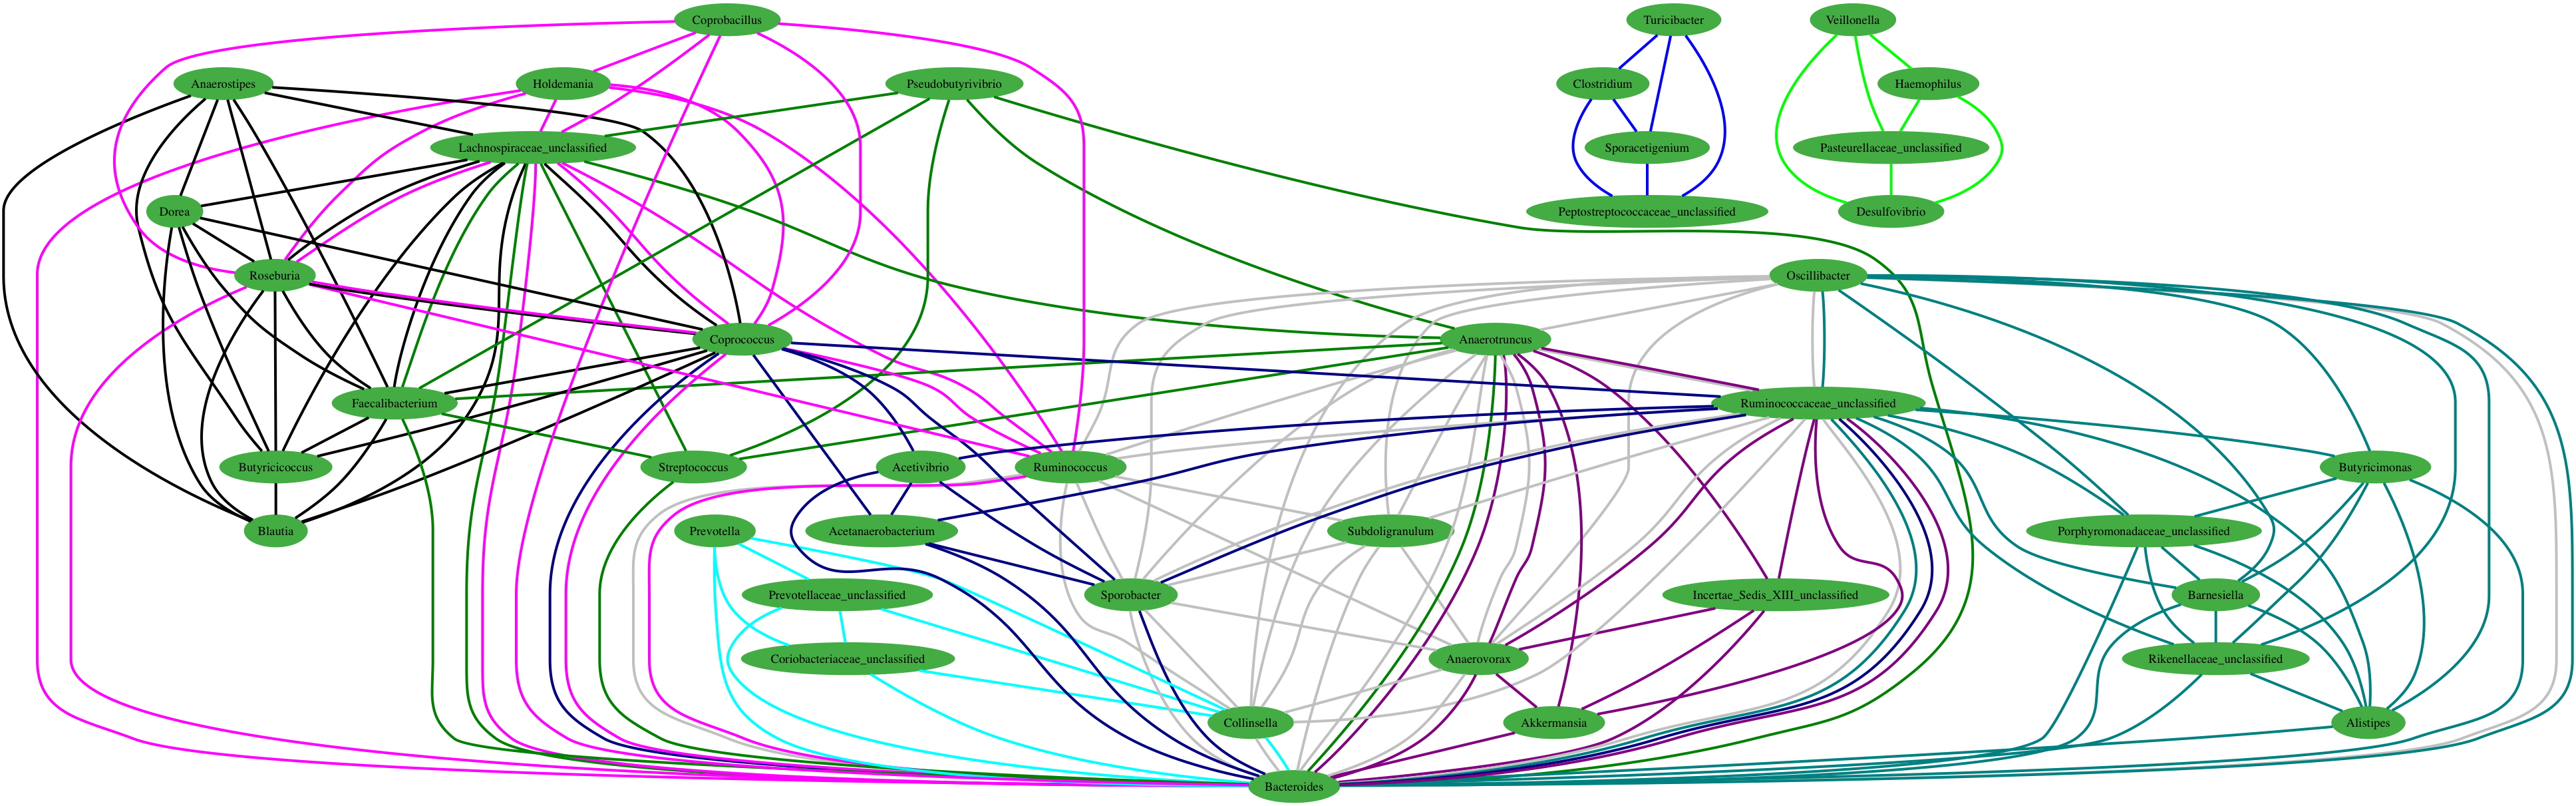 Coprobacillus
Turicibacter
Veillonella
Anaerostipes
Holdemania
Pseudobutyrivibrio
Clostridium
Haemophilus
Lachnospiraceae_unclassified
Sporacetigenium
Pasteurellaceae_unclassified
Dorea
Peptostreptococcaceae_unclassified
Desulfovibrio
Roseburia
Oscillibacter
Coprococcus
Anaerotruncus
Faecalibacterium
Ruminococcaceae_unclassified
Butyricicoccus
Streptococcus
Acetivibrio
Ruminococcus
Butyricimonas
Blautia
Prevotella
Acetanaerobacterium
Subdoligranulum
Porphyromonadaceae_unclassified
Prevotellaceae_unclassified
Sporobacter
Incertae_Sedis_XIII_unclassified
Barnesiella
Coriobacteriaceae_unclassified
Anaerovorax
Rikenellaceae_unclassified
Collinsella
Akkermansia
Alistipes
Bacteroides